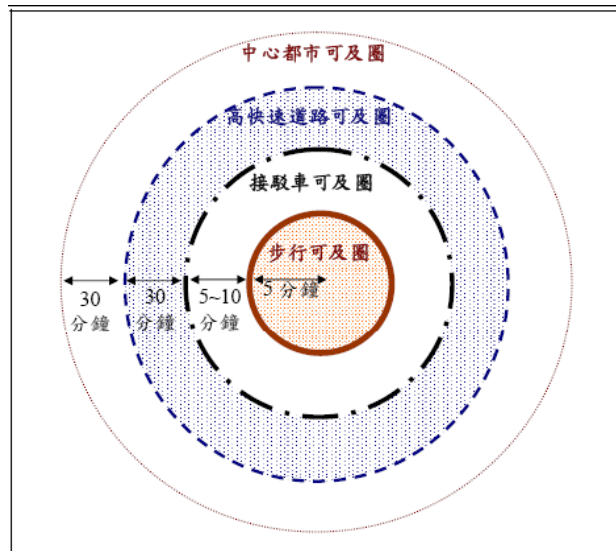 中心都市可及圈
高快速道路可及圈
接駁車可及圈
步行可及圈
30
分鐘
30
分鐘
5~10
分鐘
5 分鐘